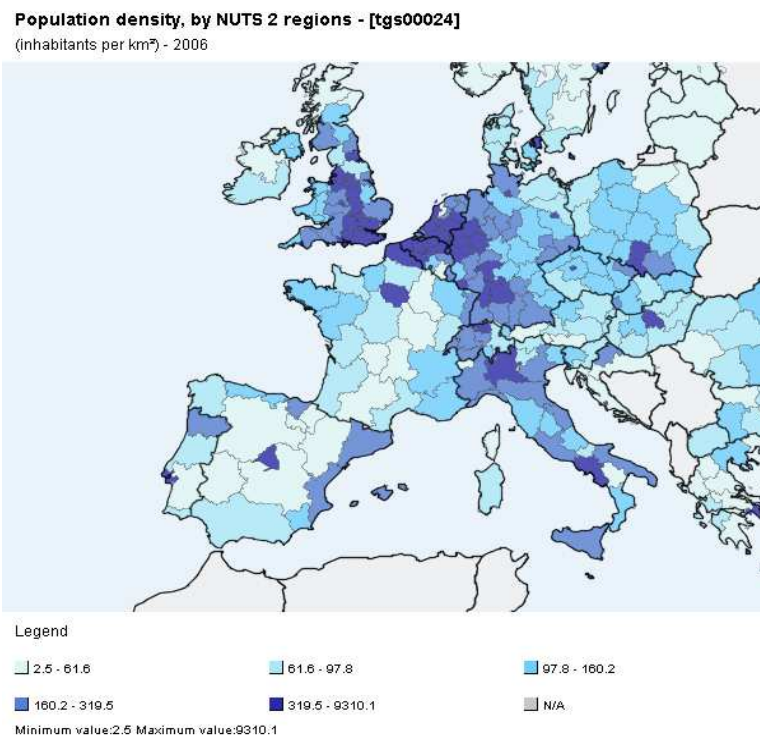 Population density, by NUTS 2 regions - [tgs00024]
(inhabitants per km²) - 2006
Legend
2.5 - 61.6 61.6 - 97.8 97.8 - 160.2
160.2 - 319.5 319.5 - 9310.1 N/A
Minimum value:2.5 Maximum value:9310.1